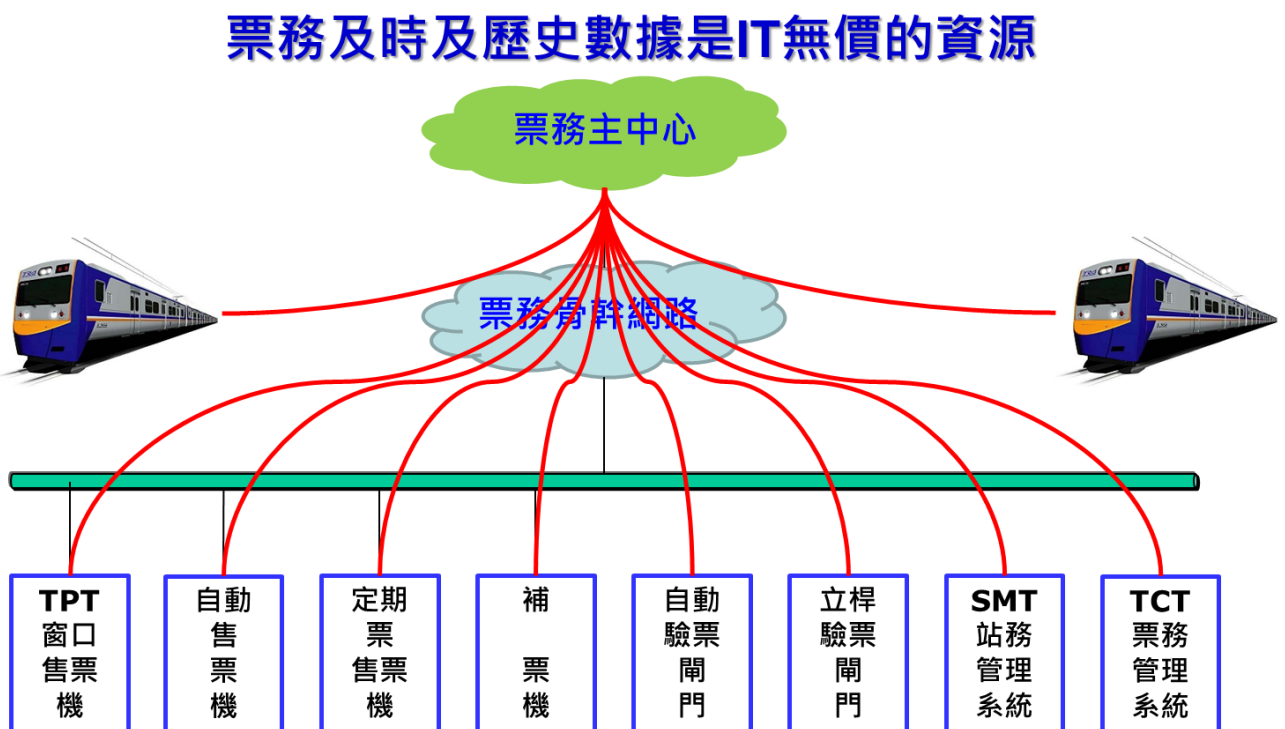 票務及時及歷史數據是IT無價的資源
票務主中心
票務骨幹網路
TPT
窗口
售票
機
自動
售
票
機
定期
票
售票
機
補
票
機
自動
驗票
閘
門
立桿
驗票
閘
門
SMT
站務
管理
系統
TCT
票務
管理
系統